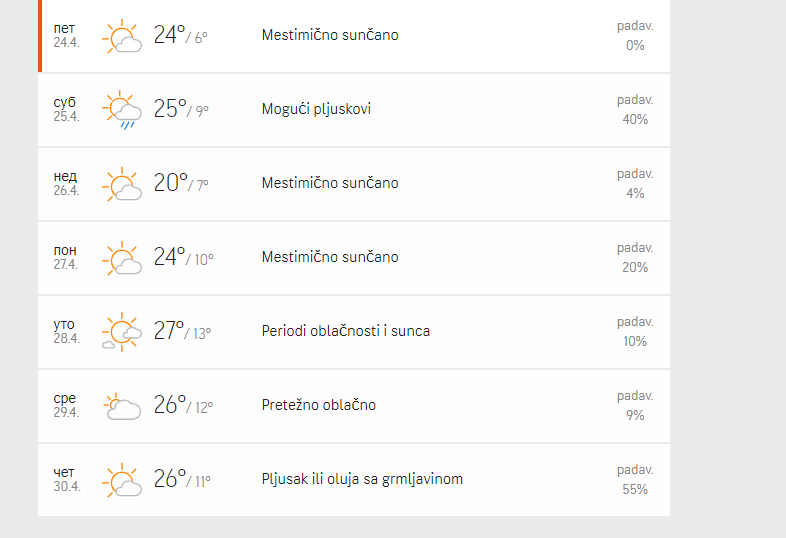 пет
24.4.
24°/ 6°
Mestimično sunčano
padav.
0%
суб
25.4.
25°/ 9°
Mogući pljuskovi
padav.
40%
нед
26.4.
20°/ 7°
Mestimično sunčano
padav.
4%
пон
27.4.
24°/ 10°
Mestimično sunčano
padav.
20%
уто
28.4.
27°/ 13°
Periodi oblačnosti i sunca
padav.
10%
сре
29.4.
26°/ 12°
Pretežno oblačno
padav.
9%
чет
30.4.
26°/ 11°
Pljusak ili oluja sa grmljavinom
padav.
55%